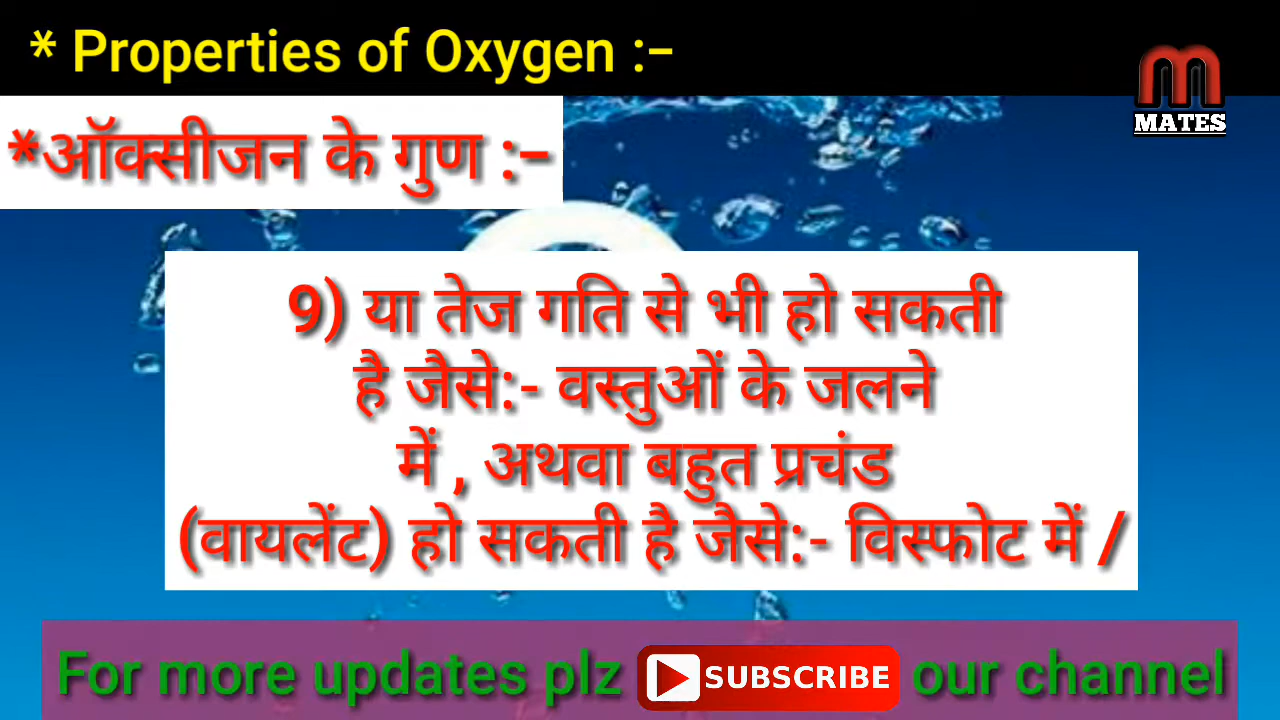 * Properties of Oxygen :-
M
MATES
*ऑक्सीजन के गुण :-
9) या तेज गति से भी हो सकती
है जैसे:- वस्तुओं के जलने
में , अथवा बहुत प्रचंड
(वायलेंट) हो सकती है जैसे:- विस्फोट में /
For more updates plz SUBSCRIBE our channel